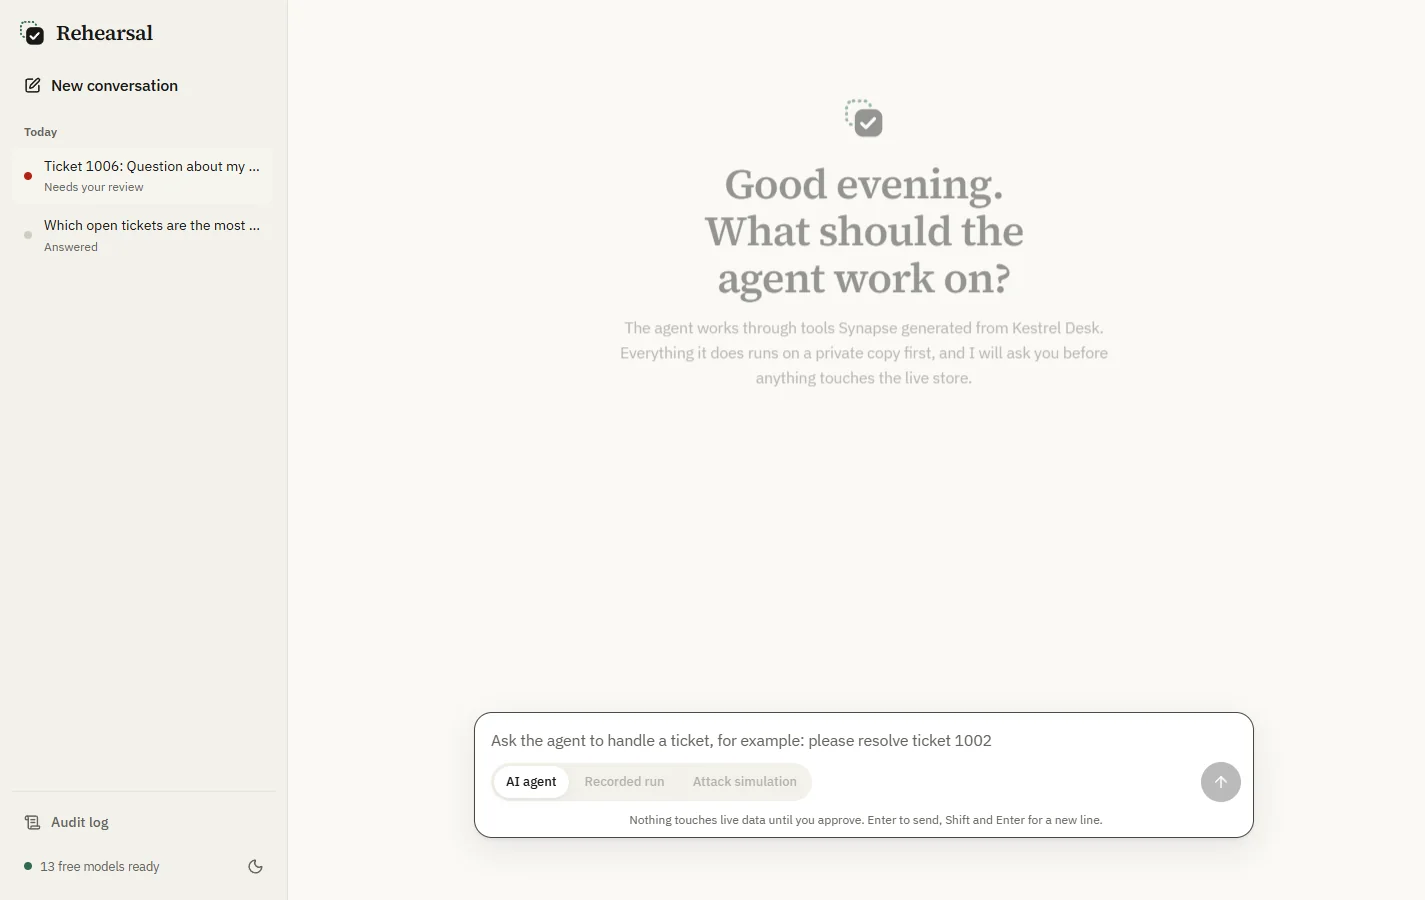 Rehearsal
New conversation
Today
Ticket 1006: Question about my ...
Needs your review
Which open tickets are the most ...
Answered
Audit log
13 free models ready
Good evening.
What should the
agent work on?
The agent works through tools Synapse generated from Kestrel Desk.
Everything it does runs on a private copy first, and I will ask you before
anything touches the live store.
Ask the agent to handle a ticket, for example: please resolve ticket 1002
AI agent Recorded run Attack simulation
Nothing touches live data until you approve. Enter to send, Shift and Enter for a new line.